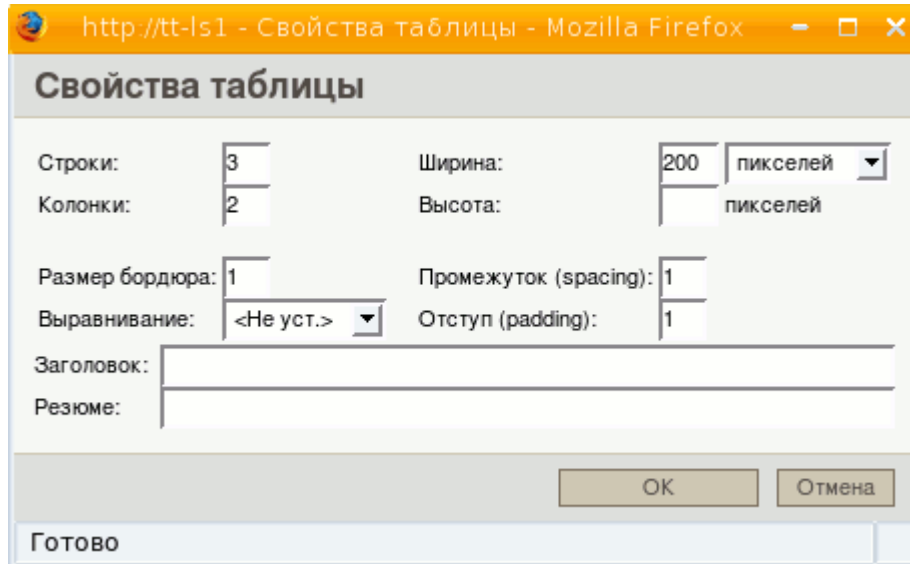 http://tt-ls1 - Свойства таблицы - Mozilla Firefox
Свойства таблицы
Строки: 3 Ширина: 200 пикселей
Колонки: 2 Высота: пикселей
Размер бордюра: 1 Промежуток (spacing): 1
Выравнивание: <Не уст.> Отступ (padding): 1
Заголовок:
Резюме:
OK Отмена
Готово